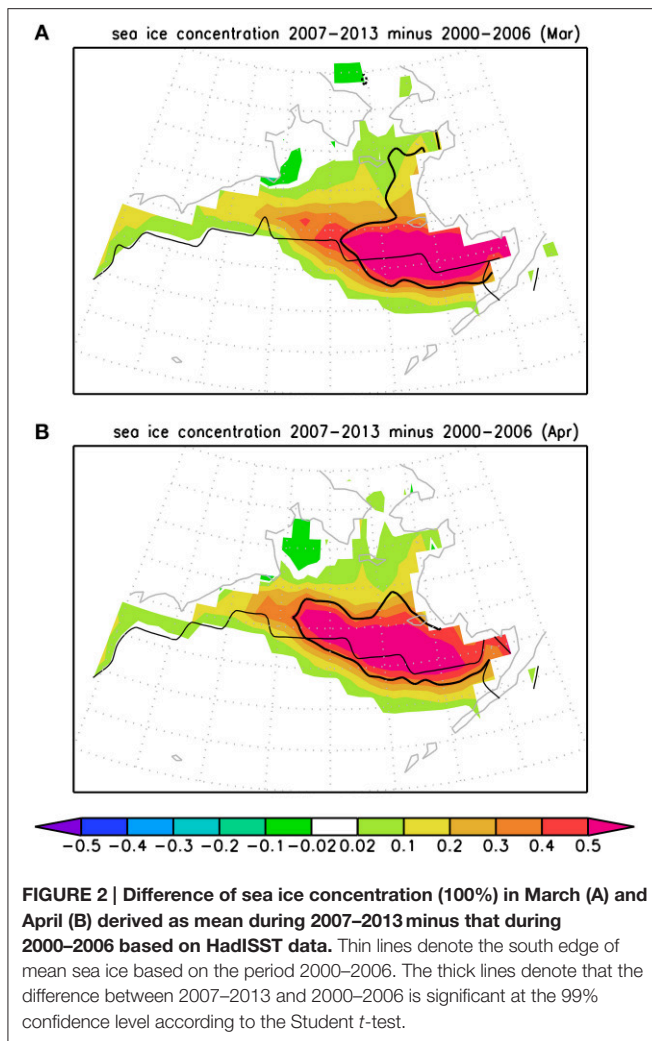 A
sea ice concentration 2007–2013 minus 2000–2006 (Mar)
B
sea ice concentration 2007–2013 minus 2000–2006 (Apr)
−0.5 −0.4 −0.3 −0.2 −0.1 −0.02 0.02 0.1 0.2 0.3 0.4 0.5
FIGURE 2 | Difference of sea ice concentration (100%) in March (A) and
April (B) derived as mean during 2007–2013 minus that during
2000–2006 based on HadISST data. Thin lines denote the south edge of
mean sea ice based on the period 2000–2006. The thick lines denote that the
difference between 2007–2013 and 2000–2006 is significant at the 99%
confidence level according to the Student t-test.